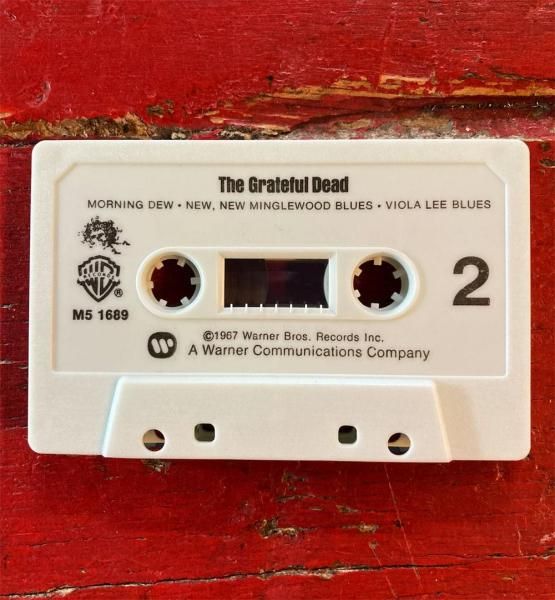 The Grateful Dead
MORNING DEW • NEW, NEW MINGLEWOOD BLUES • VIOLA LEE BLUES
WB
RECORDS
®
M5 1689
2
©1967 Warner Bros. Records Inc.
A Warner Communications Company